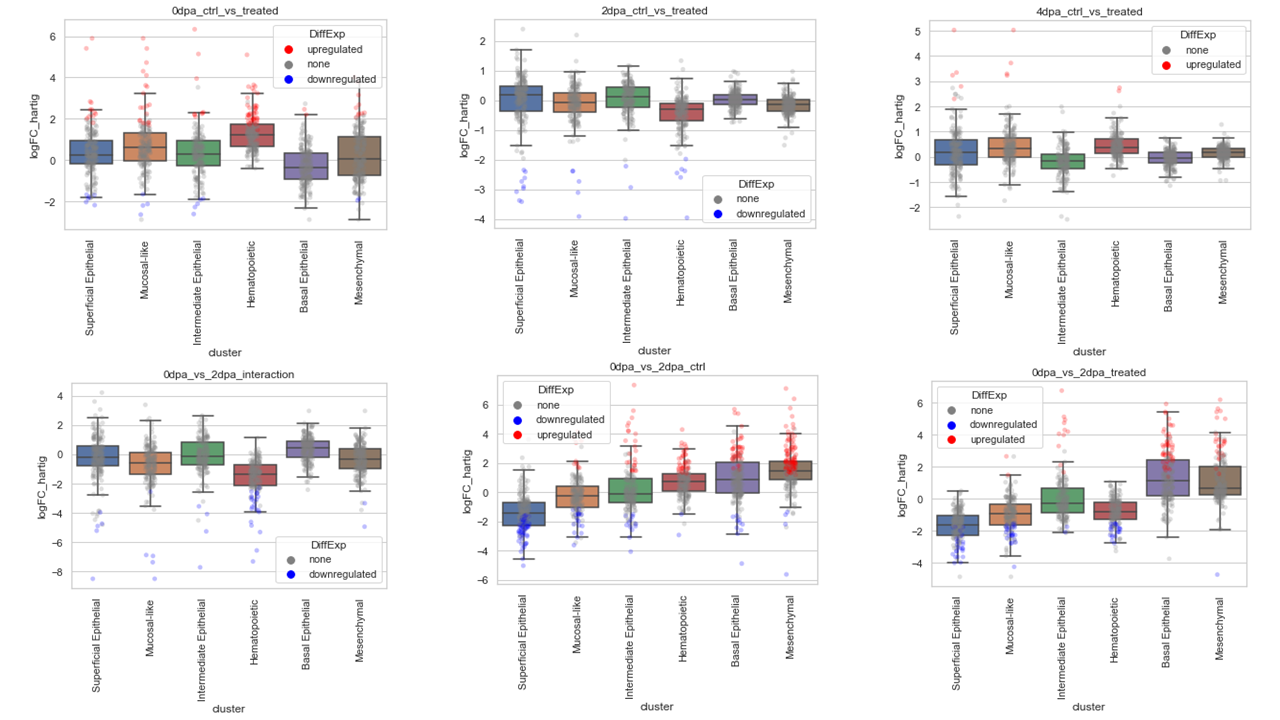 0dpa_ctrl_vs_treated
6
4
2
0
−2
logFC_hartig
DiffExp
upregulated
none
downregulated
Superficial Epithelial
Mucosal-like
Intermediate Epithelial
Hematopoietic
Basal Epithelial
Mesenchymal
cluster
2dpa_ctrl_vs_treated
2
1
0
−1
−2
−3
−4
logFC_hartig
DiffExp
none
downregulated
Superficial Epithelial
Mucosal-like
Intermediate Epithelial
Hematopoietic
Basal Epithelial
Mesenchymal
cluster
4dpa_ctrl_vs_treated
5
4
3
2
1
0
−1
−2
logFC_hartig
DiffExp
none
upregulated
Superficial Epithelial
Mucosal-like
Intermediate Epithelial
Hematopoietic
Basal Epithelial
Mesenchymal
cluster
0dpa_vs_2dpa_interaction
4
2
0
−2
−4
−6
−8
logFC_hartig
DiffExp
none
downregulated
Superficial Epithelial
Mucosal-like
Intermediate Epithelial
Hematopoietic
Basal Epithelial
Mesenchymal
cluster
0dpa_vs_2dpa_ctrl
6
4
2
0
−2
−4
−6
logFC_hartig
DiffExp
none
downregulated
upregulated
Superficial Epithelial
Mucosal-like
Intermediate Epithelial
Hematopoietic
Basal Epithelial
Mesenchymal
cluster
0dpa_vs_2dpa_treated
6
4
2
0
−2
−4
logFC_hartig
DiffExp
none
downregulated
upregulated
Superficial Epithelial
Mucosal-like
Intermediate Epithelial
Hematopoietic
Basal Epithelial
Mesenchymal
cluster